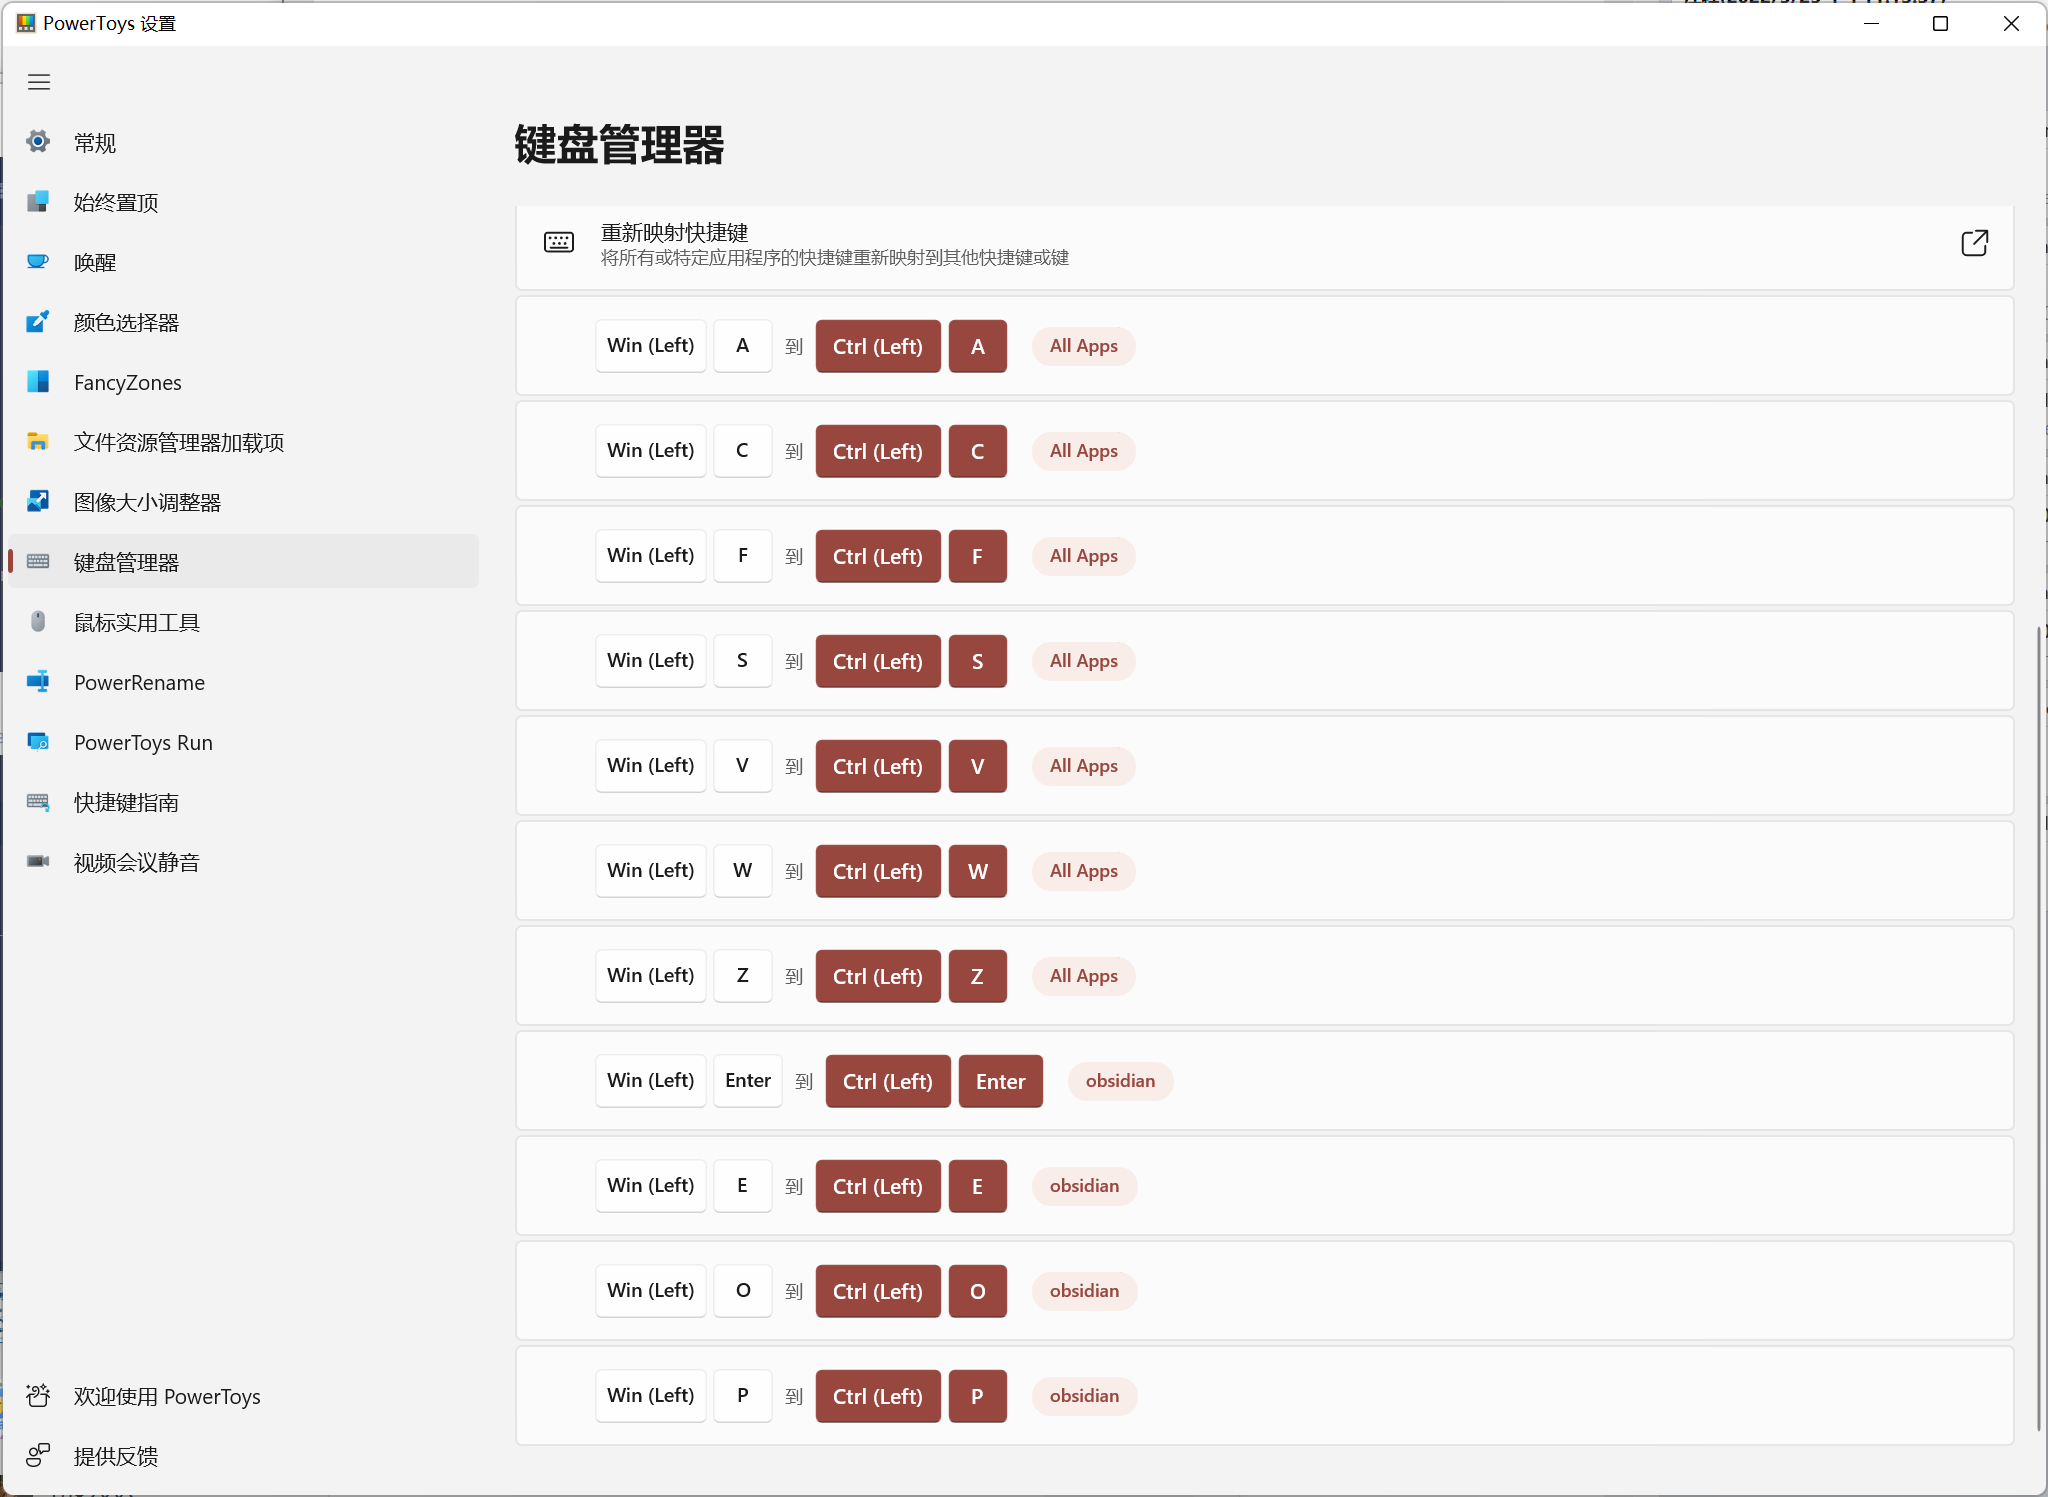 PowerToys 设置
常规
始终置顶
唤醒
颜色选择器
FancyZones
文件资源管理器加载项
图像大小调整器
键盘管理器
鼠标实用工具
PowerRename
PowerToys Run
快捷键指南
视频会议静音
欢迎使用 PowerToys
提供反馈
键盘管理器
重新映射快捷键
将所有或特定应用程序的快捷键重新映射到其他快捷键或键
Win (Left) A 到 Ctrl (Left) A All Apps
Win (Left) C 到 Ctrl (Left) C All Apps
Win (Left) F 到 Ctrl (Left) F All Apps
Win (Left) S 到 Ctrl (Left) S All Apps
Win (Left) V 到 Ctrl (Left) V All Apps
Win (Left) W 到 Ctrl (Left) W All Apps
Win (Left) Z 到 Ctrl (Left) Z All Apps
Win (Left) Enter 到 Ctrl (Left) Enter obsidian
Win (Left) E 到 Ctrl (Left) E obsidian
Win (Left) O 到 Ctrl (Left) O obsidian
Win (Left) P 到 Ctrl (Left) P obsidian